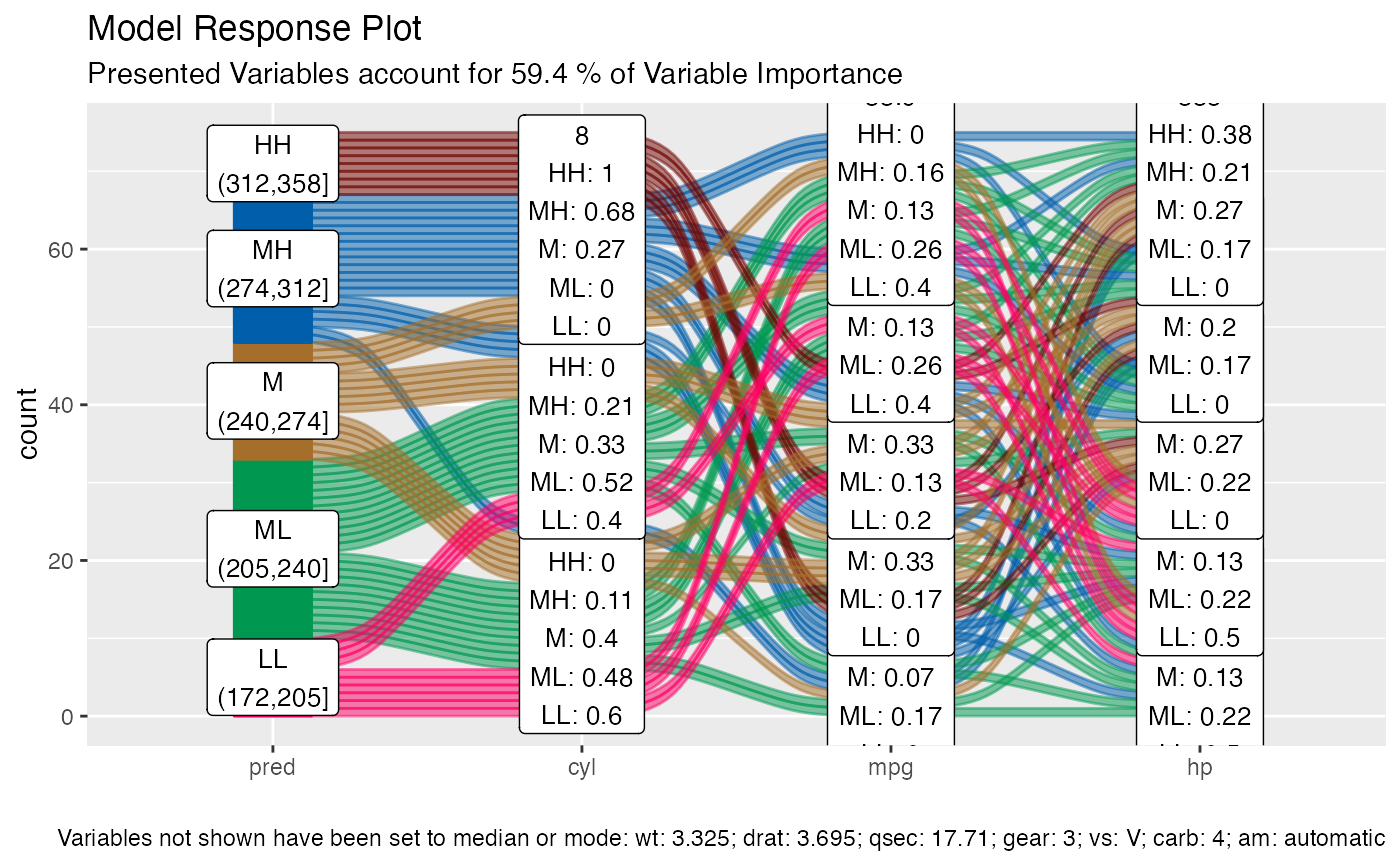 Model Response Plot
Presented Variables account for 59.4 % of Variable Importance
count
60
40
20
0
HH
(312,358]
MH
(274,312]
M
(240,274]
ML
(205,240]
LL
(172,205]
8
HH: 1
MH: 0.68
M: 0.27
ML: 0
LL: 0
HH: 0
MH: 0.21
M: 0.33
ML: 0.52
LL: 0.4
HH: 0
MH: 0.11
M: 0.4
ML: 0.48
LL: 0.6
HH: 0
MH: 0.16
M: 0.13
ML: 0.26
LL: 0.4
M: 0.13
ML: 0.26
LL: 0.4
M: 0.33
ML: 0.13
LL: 0.2
M: 0.33
ML: 0.17
LL: 0
M: 0.07
ML: 0.17
HH: 0.38
MH: 0.21
M: 0.27
ML: 0.17
LL: 0
M: 0.2
ML: 0.17
LL: 0
M: 0.27
ML: 0.22
LL: 0
M: 0.13
ML: 0.22
LL: 0.5
M: 0.13
ML: 0.22
pred
cyl
mpg
hp
Variables not shown have been set to median or mode: wt: 3.325; drat: 3.695; qsec: 17.71; gear: 3; vs: V; carb: 4; am: automatic